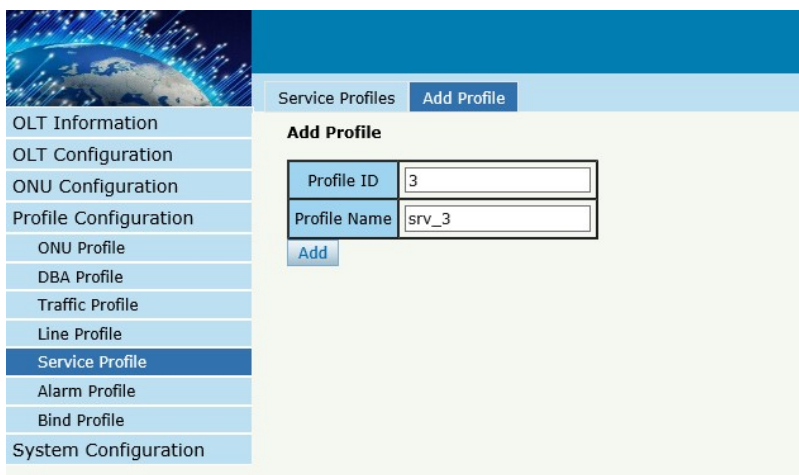 Service Profiles Add Profile
OLT Information
OLT Configuration
ONU Configuration
Profile Configuration
ONU Profile
DBA Profile
Traffic Profile
Line Profile
Service Profile
Alarm Profile
Bind Profile
System Configuration
Add Profile
Profile ID 3
Profile Name srv_3
Add